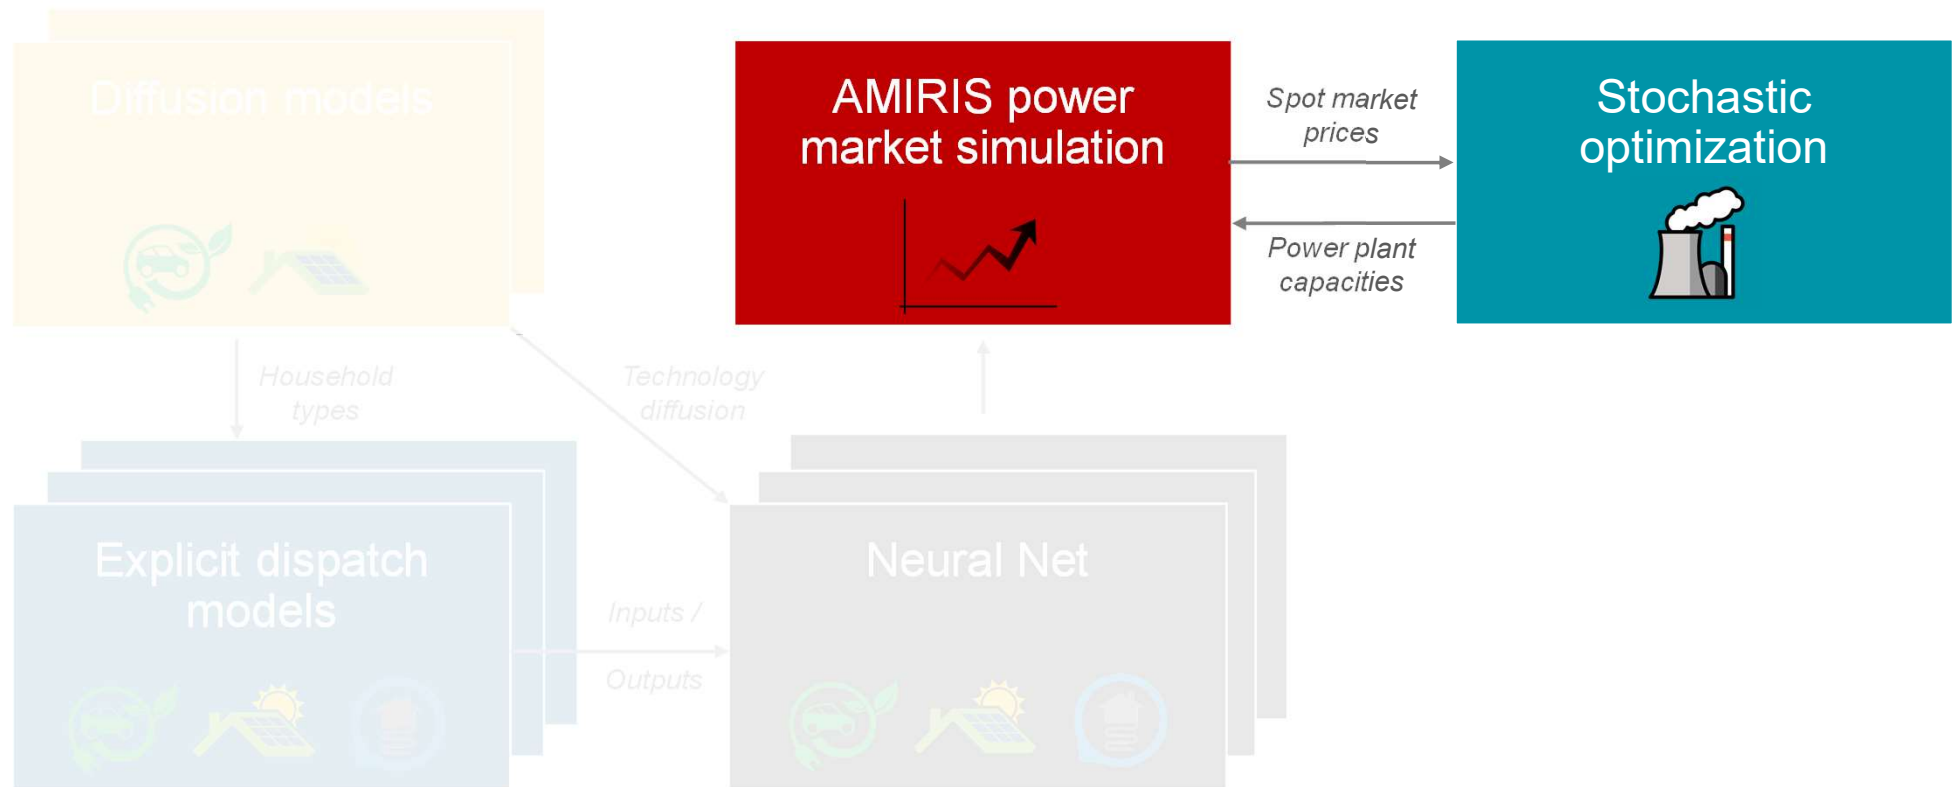 Diffusion models
AMIRIS power
market simulation
Spot market
prices
Stochastic
optimization
Power plant
capacities
Household
types
Technology
diffusion
Explicit dispatch
models
Inputs /
Outputs
Neural Net